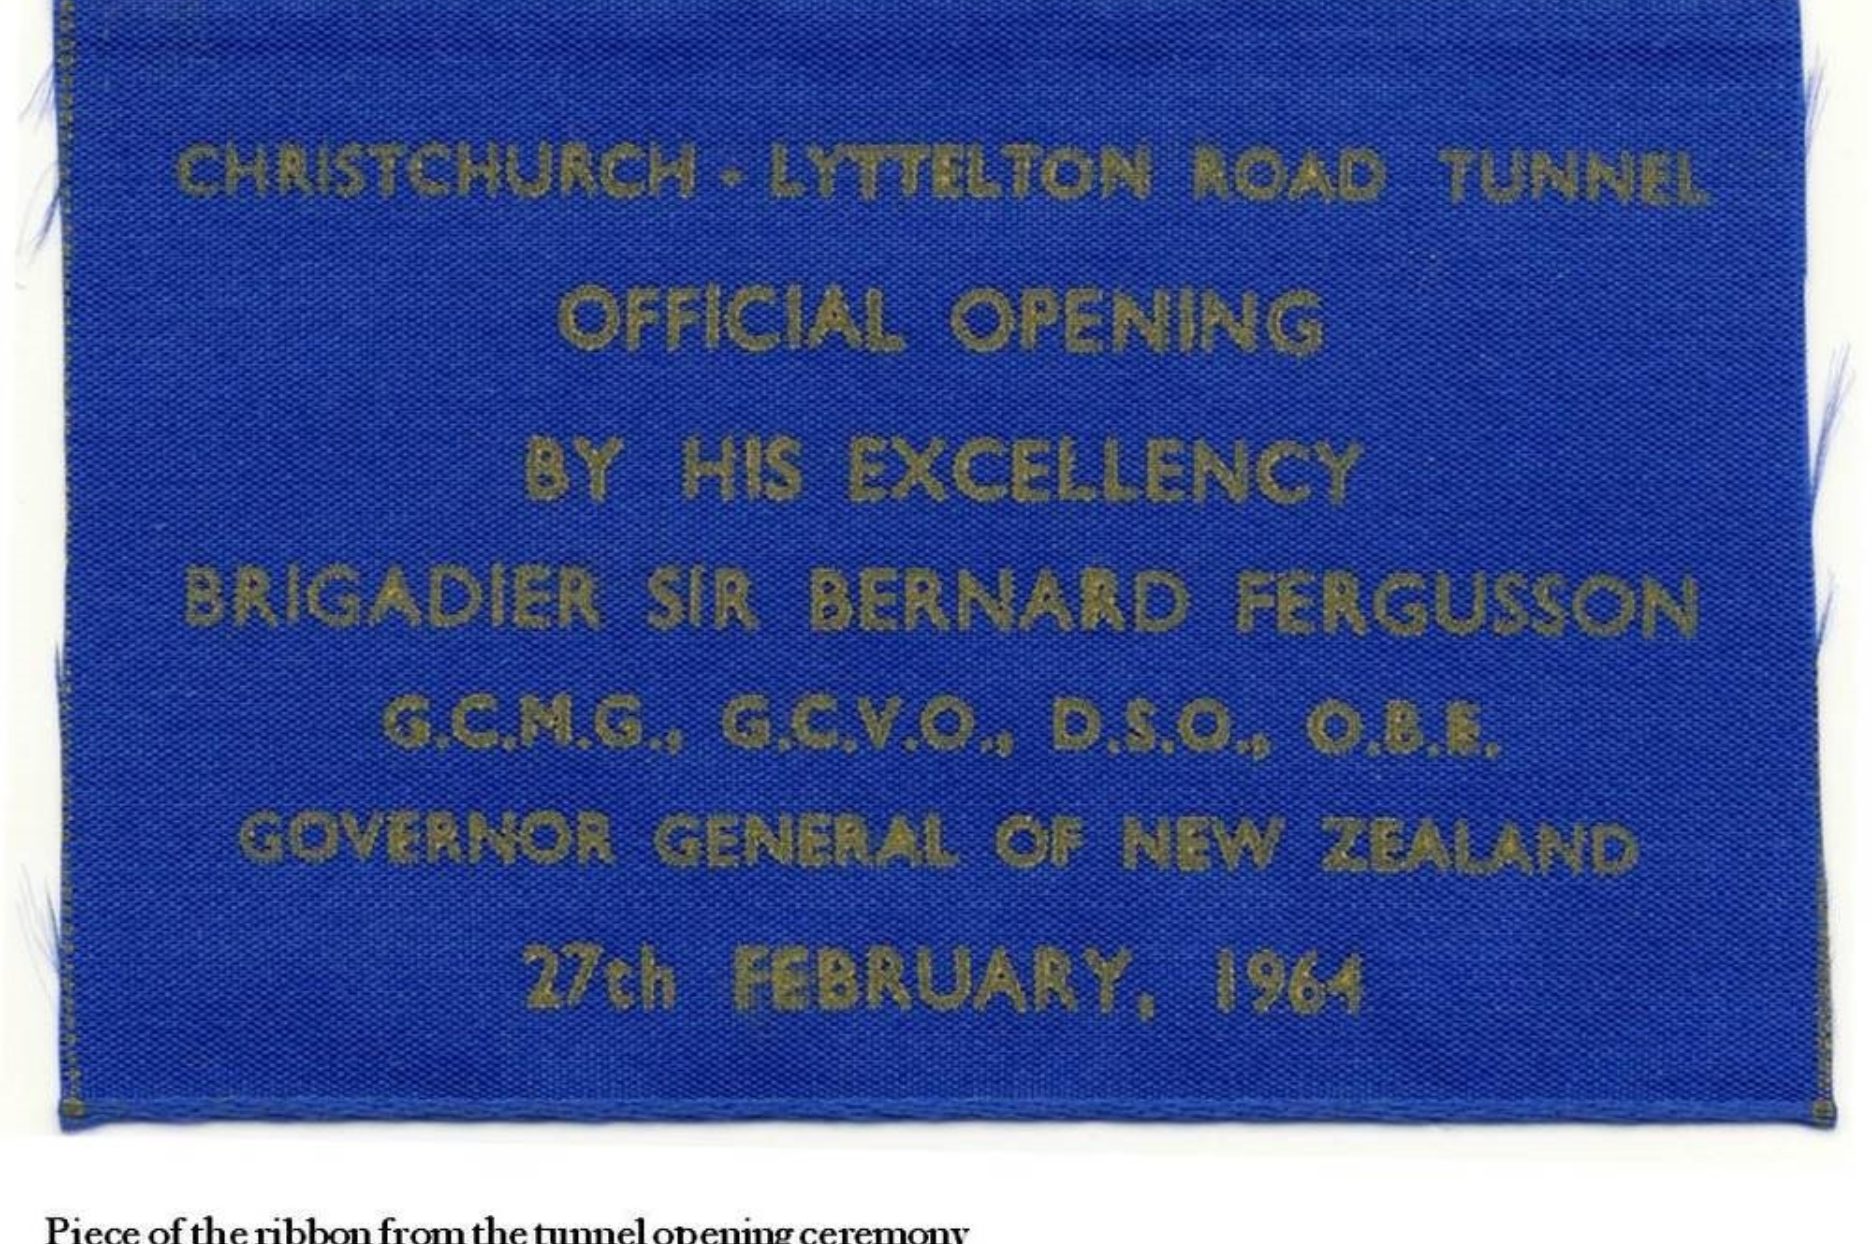 CHRISTCHURCH - LYTTELTON ROAD TUNNEL
OFFICIAL OPENING
BY HIS EXCELLENCY
BRIGADIER SIR BERNARD FERGUSSON
G.C.M.G., G.C.V.O., D.S.O., O.B.E.
GOVERNOR GENERAL OF NEW ZEALAND
27th FEBRUARY, 1964
Piece of the ribbon from the tunnel opening ceremony